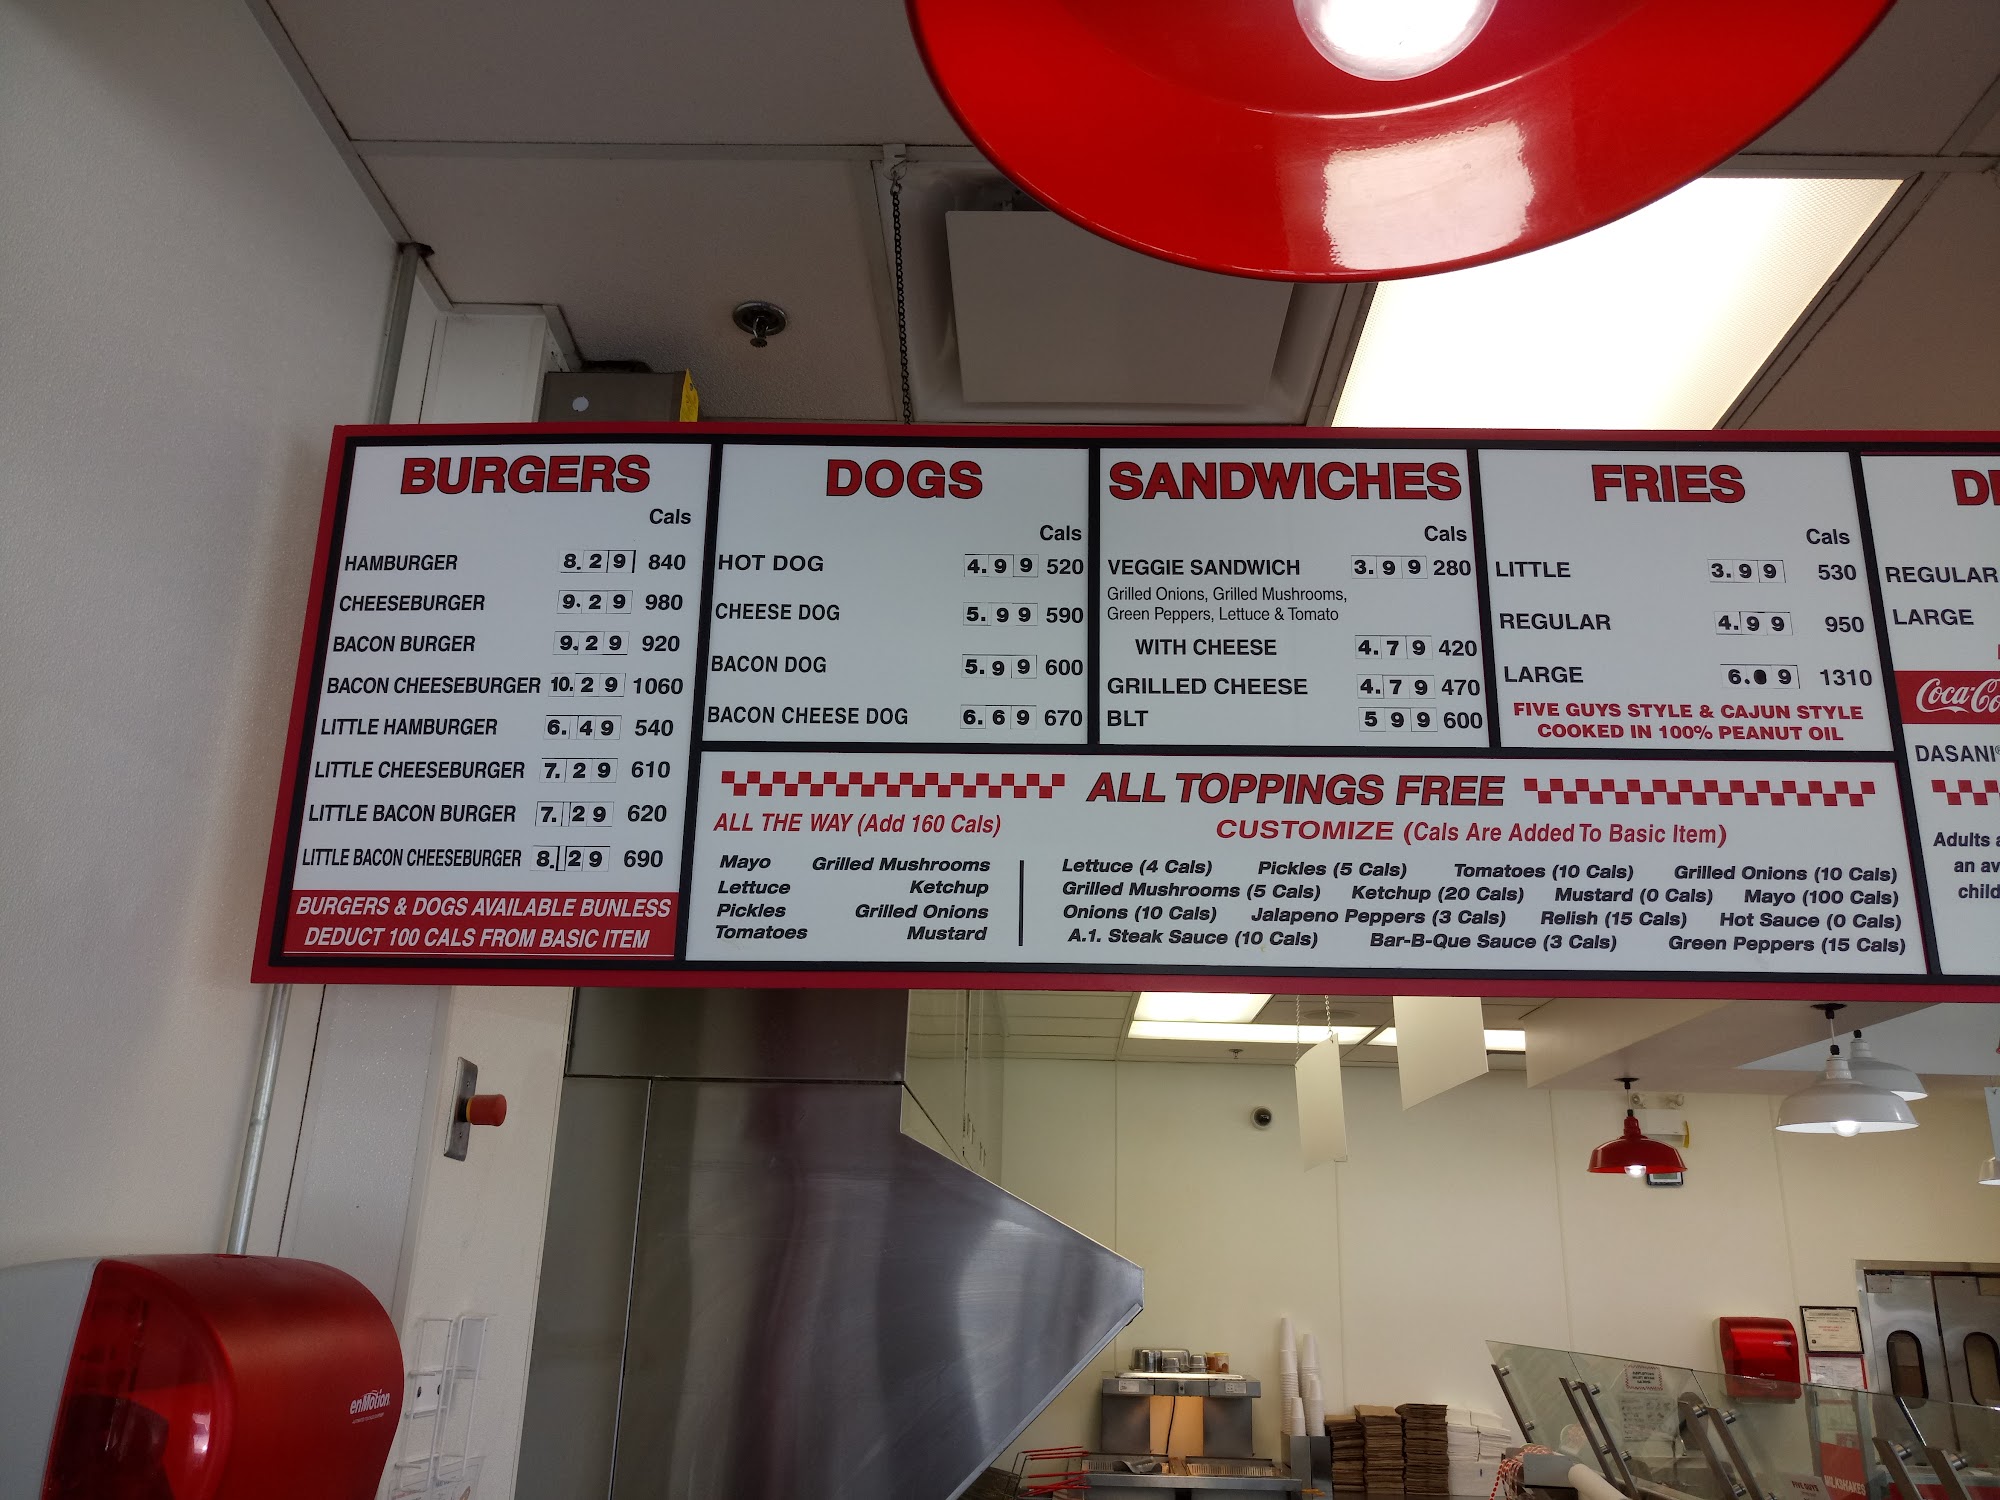 BURGERS
Cals
HAMBURGER 8.29 840
CHEESEBURGER 9.29 980
BACON BURGER 9.29 920
BACON CHEESEBURGER 10.29 1060
LITTLE HAMBURGER 6.49 540
LITTLE CHEESEBURGER 7.29 610
LITTLE BACON BURGER 7.29 620
LITTLE BACON CHEESEBURGER 8.29 690
BURGERS & DOGS AVAILABLE BUNLESS
DEDUCT 100 CALS FROM BASIC ITEM
DOGS
Cals
HOT DOG 4.99 520
CHEESE DOG 5.99 590
BACON DOG 5.99 600
BACON CHEESE DOG 6.69 670
SANDWICHES
Cals
VEGGIE SANDWICH 3.99 280
Grilled Onions, Grilled Mushrooms,
Green Peppers, Lettuce & Tomato
WITH CHEESE 4.79 420
GRILLED CHEESE 4.79 470
BLT 5 99 600
FRIES
Cals
LITTLE 3.99 530
REGULAR 4.99 950
LARGE 6.09 1310
FIVE GUYS STYLE & CAJUN STYLE
COOKED IN 100% PEANUT OIL
ALL TOPPINGS FREE
ALL THE WAY (Add 160 Cals)
Mayo Grilled Mushrooms
Lettuce Ketchup
Pickles Grilled Onions
Tomatoes Mustard
CUSTOMIZE (Cals Are Added To Basic Item)
Lettuce (4 Cals) Pickles (5 Cals) Tomatoes (10 Cals) Grilled Onions (10 Cals)
Grilled Mushrooms (5 Cals) Ketchup (20 Cals) Mustard (0 Cals) Mayo (100 Cals)
Onions (10 Cals) Jalapeno Peppers (3 Cals) Relish (15 Cals) Hot Sauce (0 Cals)
A.1. Steak Sauce (10 Cals) Bar-B-Que Sauce (3 Cals) Green Peppers (15 Cals)
REGULAR
LARGE
Coca-Co
DASANI®
Adults
an av
child
enMotion
MILKSHAKES